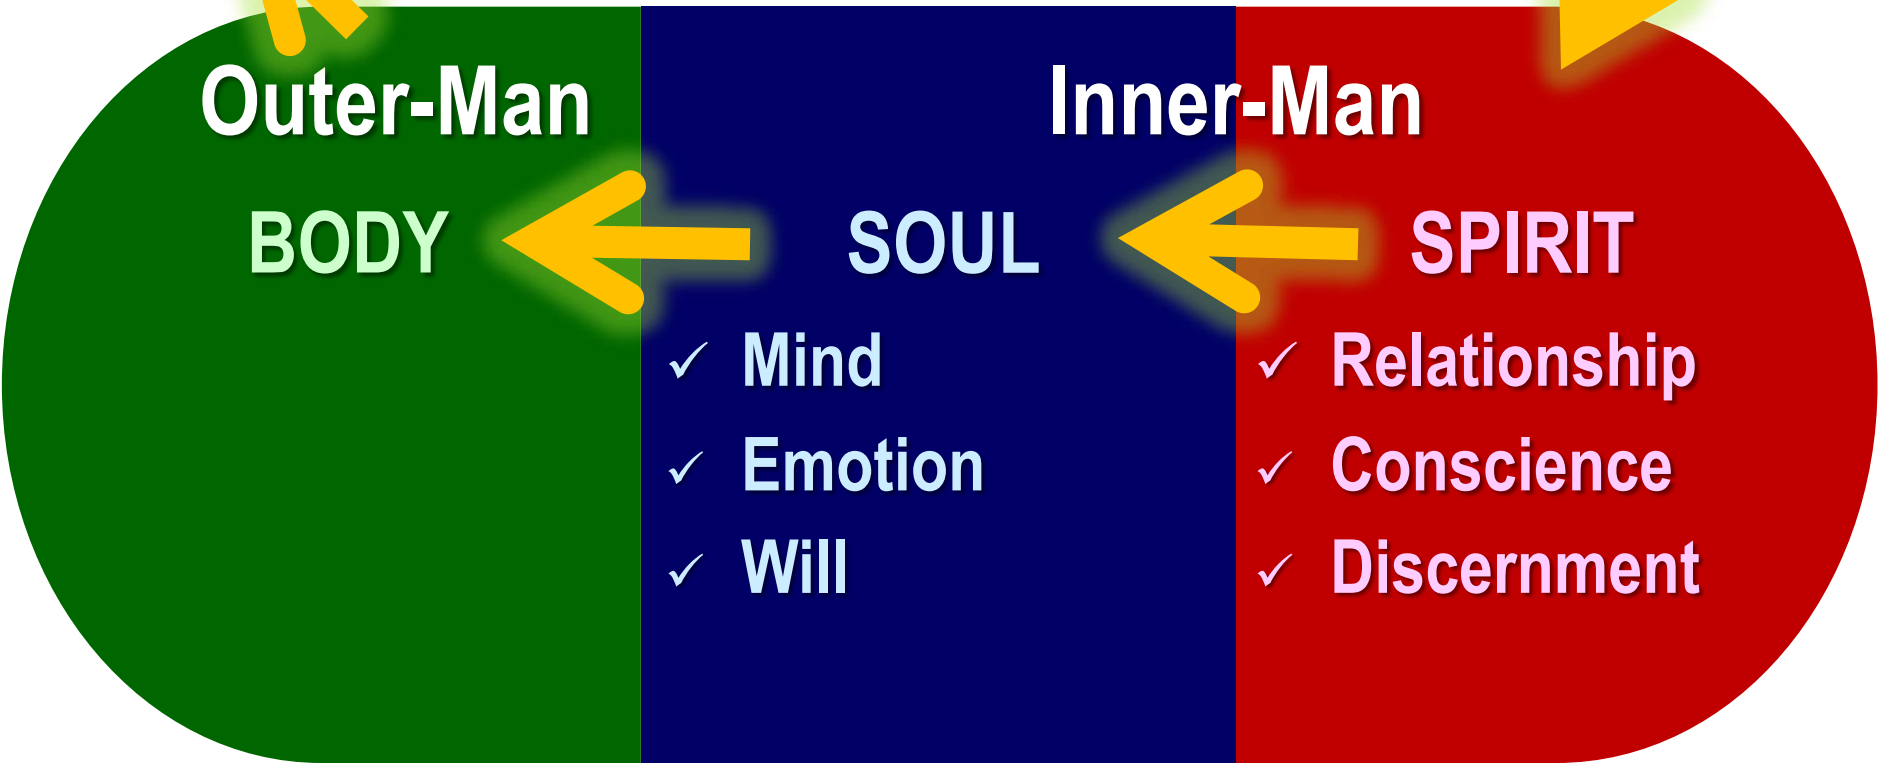 Outer-Man Inner-Man
BODY SOUL SPIRIT
✓ Mind ✓ Relationship
✓ Emotion ✓ Conscience
✓ Will ✓ Discernment